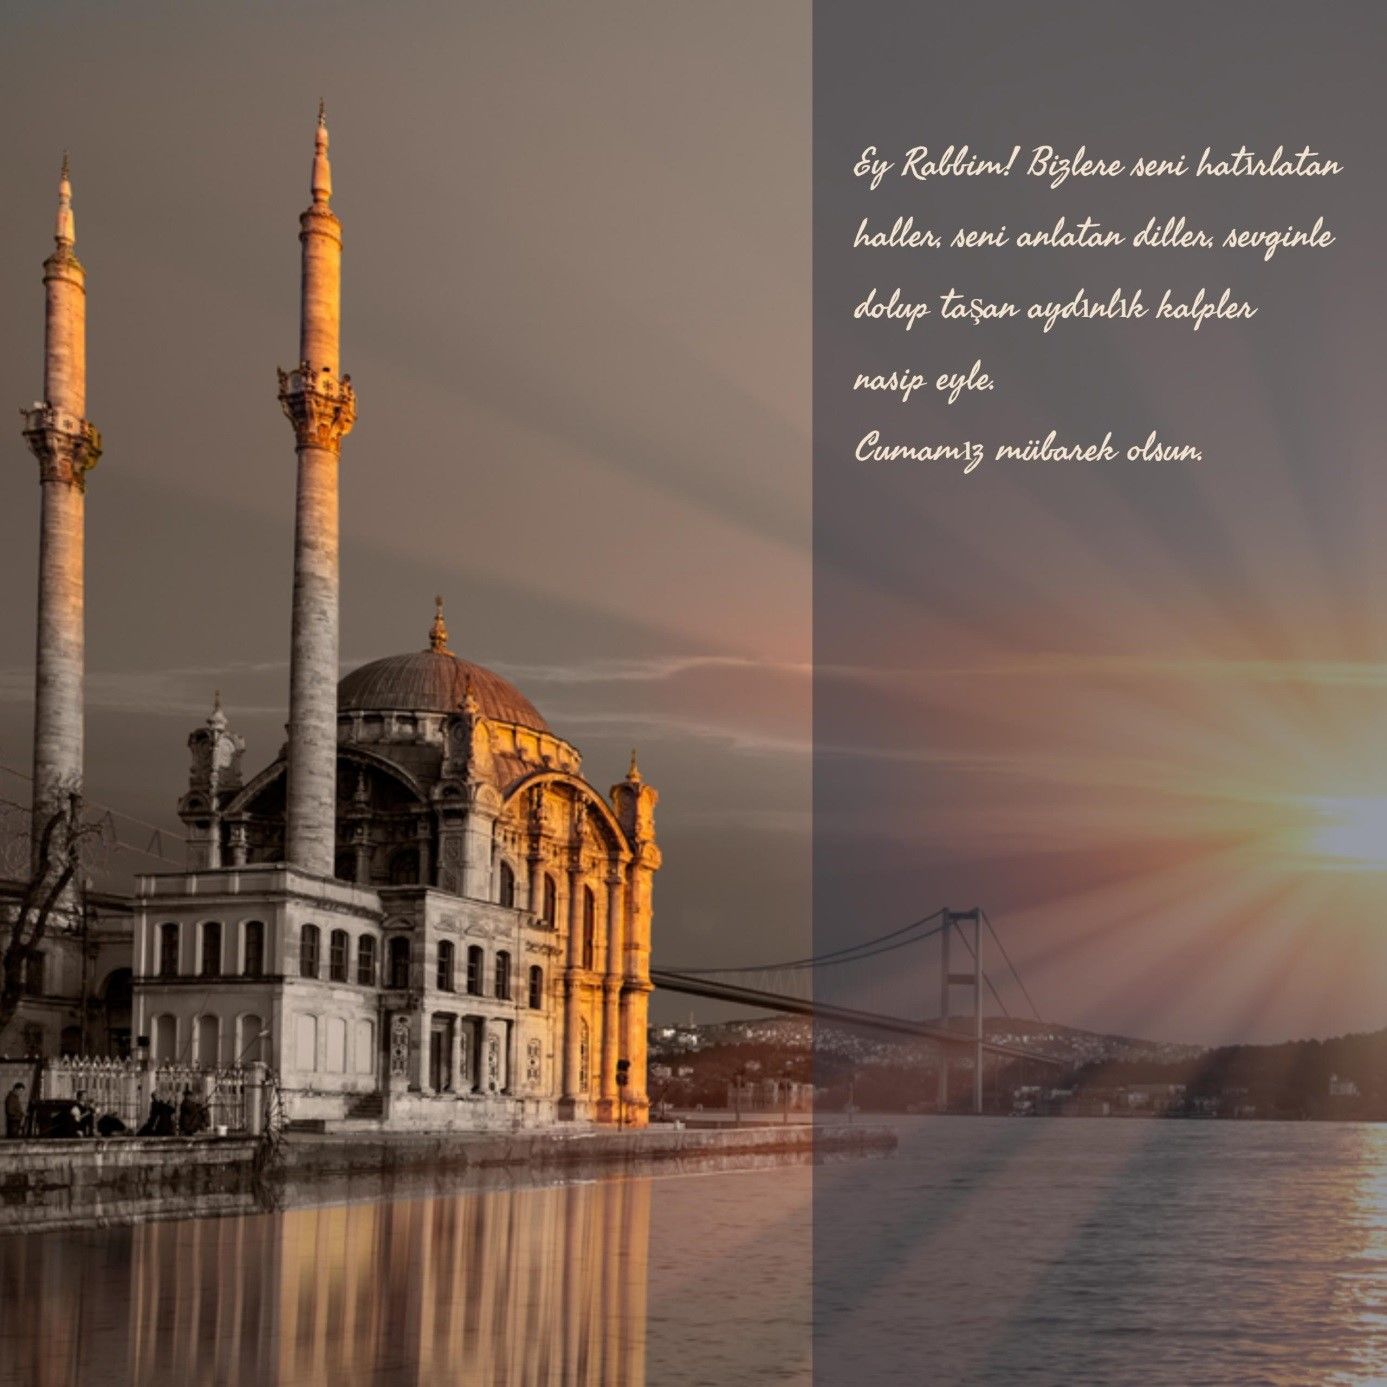 Ey Rabbim! Bizlere seni hatırlatan
haller, seni anlatan diller, sevginle
dolup taşan aydınlık kalpler
nasip eyle.
Cumamız mübarek olsun.